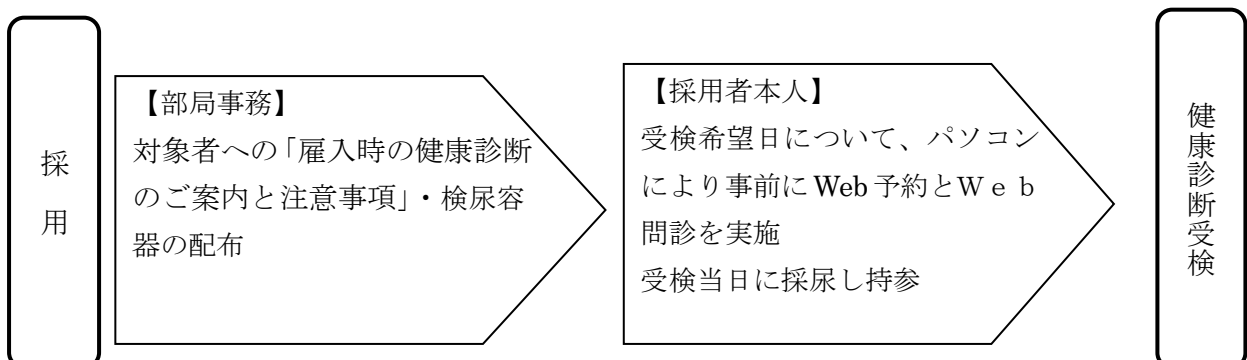 採用
【部局事務】
対象者への「雇入時の健康診断
のご案内と注意事項」・検尿容
器の配布
【採用者本人】
受検希望日について、パソコン
により事前に Web 予約とWeb
問診を実施
受検当日に採尿し持参
健康診断受検